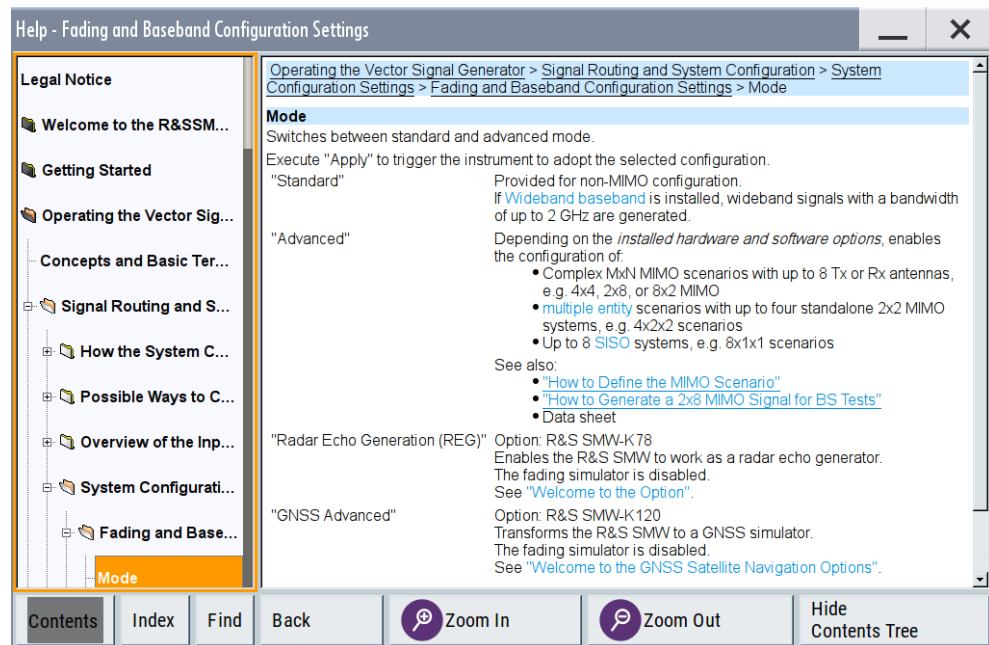 Help - Fading and Baseband Configuration Settings
Legal Notice
Welcome to the R&SSM...
Getting Started
Operating the Vector Sig...
Concepts and Basic Ter...
Signal Routing and S...
How the System C...
Possible Ways to C...
Overview of the Inp...
System Configurati...
Fading and Base...
Mode
Operating the Vector Signal Generator > Signal Routing and System Configuration > System
Configuration Settings > Fading and Baseband Configuration Settings > Mode
Mode
Switches between standard and advanced mode.
Execute "Apply" to trigger the instrument to adopt the selected configuration.
"Standard" Provided for non-MIMO configuration.
If Wideband baseband is installed, wideband signals with a bandwidth
of up to 2 GHz are generated.
"Advanced" Depending on the installed hardware and software options, enables
the configuration of:
• Complex MxN MIMO scenarios with up to 8 Tx or Rx antennas,
e.g. 4x4, 2x8, or 8x2 MIMO
• multiple entity scenarios with up to four standalone 2x2 MIMO
systems, e.g. 4x2x2 scenarios
• Up to 8 SISO systems, e.g. 8x1x1 scenarios
See also:
• "How to Define the MIMO Scenario"
• "How to Generate a 2x8 MIMO Signal for BS Tests"
• Data sheet
"Radar Echo Generation (REG)" Option: R&S SMW-K78
Enables the R&S SMW to work as a radar echo generator.
The fading simulator is disabled.
See "Welcome to the Option".
"GNSS Advanced" Option: R&S SMW-K120
Transforms the R&S SMW to a GNSS simulator.
The fading simulator is disabled.
See "Welcome to the GNSS Satellite Navigation Options".
Contents
Index
Find
Back
Zoom In
Zoom Out
Hide
Contents Tree